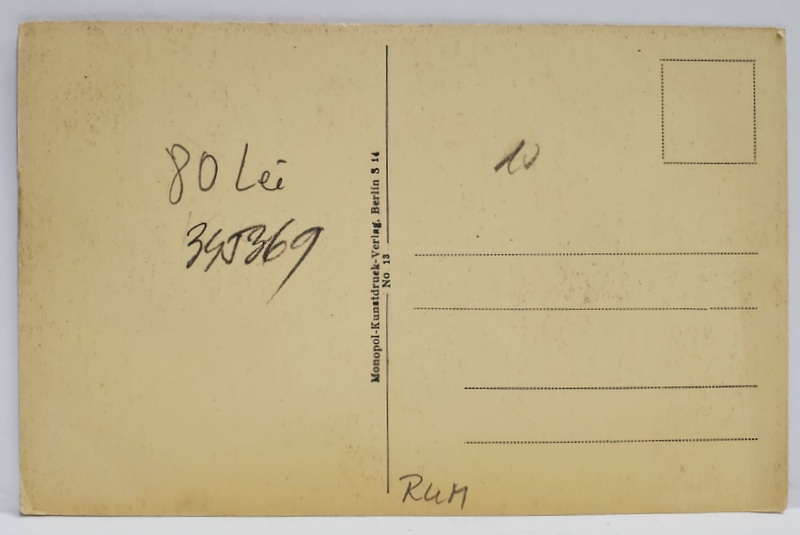 80 Lei
345369
Monopol-Kunstdruck-Verlag, Berlin S 14
No 13
10
RUM